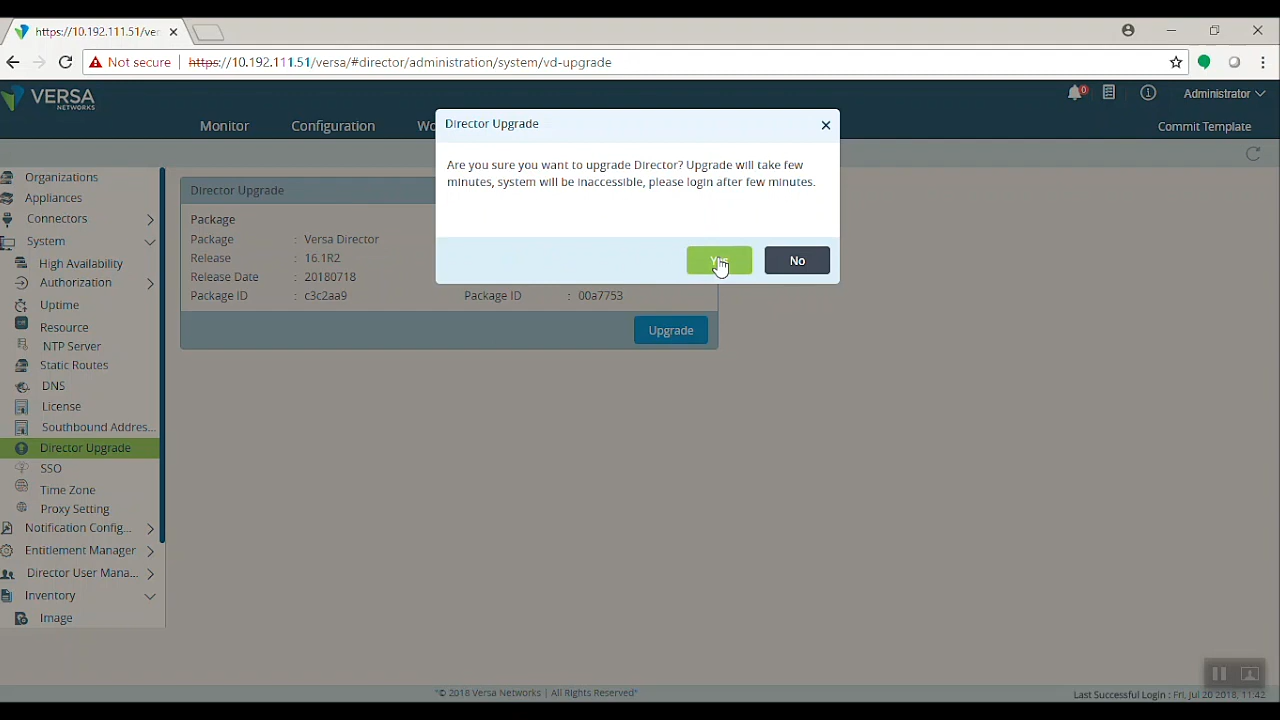 https://10.192.111.51/ver
Not secure | https://10.192.111.51/versa/#director/administration/system/vd-upgrade
VERSA
NETWORKS
0
Administrator
Monitor
Configuration
Wo
Commit Template
Director Upgrade
Are you sure you want to upgrade Director? Upgrade will take few
minutes, system will be inaccessible, please login after few minutes.
Yes
No
Organizations
Appliances
Connectors
System
High Availability
Authorization
Uptime
Resource
NTP Server
Static Routes
DNS
License
Southbound Addres...
Director Upgrade
SSO
Time Zone
Proxy Setting
Notification Config...
Entitlement Manager
Director User Mana...
Inventory
Image
Director Upgrade
Package
Package : Versa Director
Release : 16.1R2
Release Date : 20180718
Package ID : c3c2aa9 Package ID : 00a7753
Upgrade
"© 2018 Versa Networks | All Rights Reserved"
Last Successful Login : Fri, Jul 20 2018, 11:42